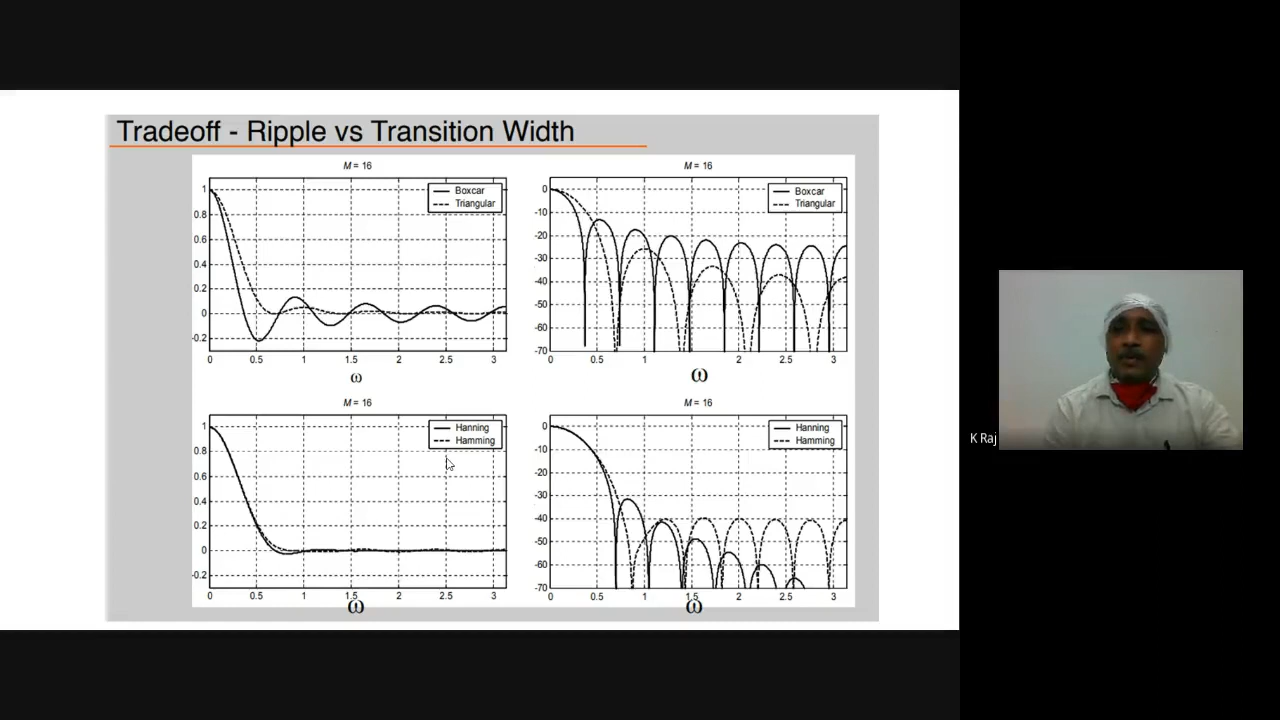 Tradeoff - Ripple vs Transition Width
M = 16
Boxcar
Triangular
1
0.8
0.6
0.4
0.2
0
-0.2
0 0.5 1 1.5 2 2.5 3
ω
M = 16
Boxcar
Triangular
0
-10
-20
-30
-40
-50
-60
-70
0 0.5 1 1.5 2 2.5 3
ω
M = 16
Hanning
Hamming
1
0.8
0.6
0.4
0.2
0
-0.2
0 0.5 1 1.5 2 2.5 3
ω
M = 16
Hanning
Hamming
0
-10
-20
-30
-40
-50
-60
-70
0 0.5 1 1.5 2 2.5 3
ω
K Raj